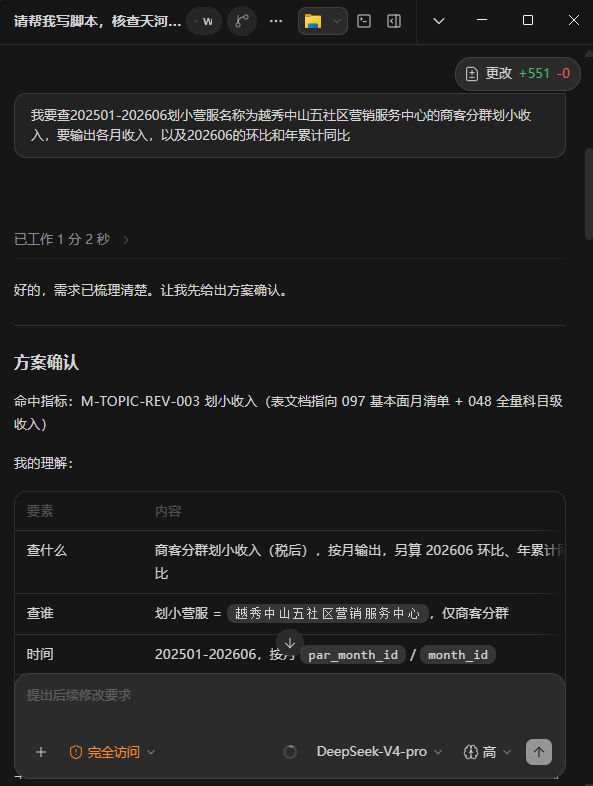 请帮我写脚本，核查天河...
w
更改 +551 -0
我要查202501-202606划小营服名称为越秀中山五社区营销服务中心的商客分群划小收
入，要输出各月收入，以及202606的环比和年累计同比
已工作 1 分 2 秒
好的，需求已梳理清楚。让我先给出方案确认。
方案确认
命中指标：M-TOPIC-REV-003 划小收入（表文档指向 097 基本面月清单 + 048 全量科目级
收入）
我的理解：
要素 内容
查什么 商客分群划小收入（税后），按月输出，另算 202606 环比、年累计同
比
查谁 划小营服 = 越秀中山五社区营销服务中心，仅商客分群
时间 202501-202606，按 par_month_id / month_id
提出后续修改要求
完全访问 DeepSeek-V4-pro 高